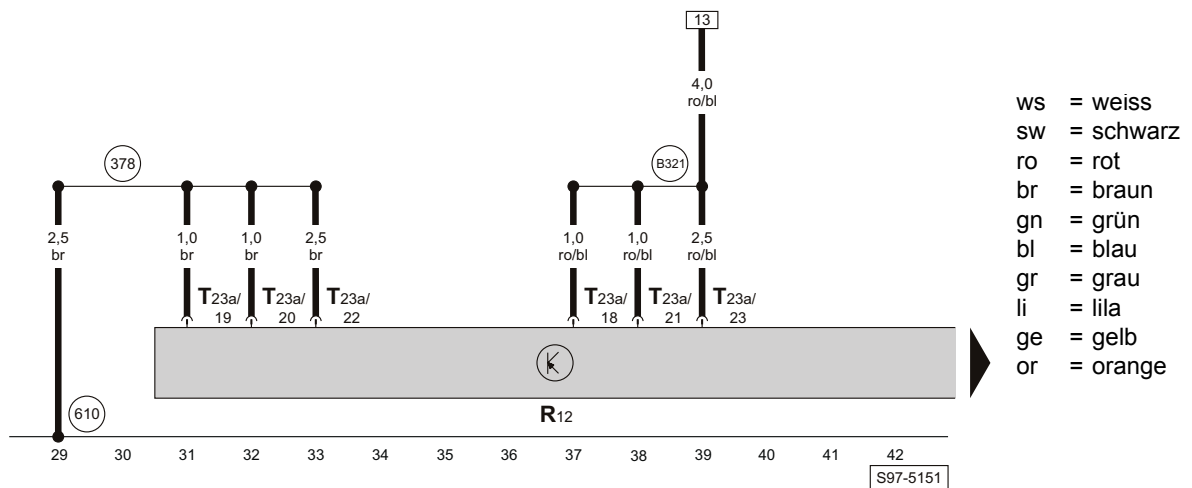 13
4,0
ro/bl
378
B321
2,5
br
1,0
br
1,0
br
2,5
br
1,0
ro/bl
1,0
ro/bl
2,5
ro/bl
T23a/
19
T23a/
20
T23a/
22
T23a/
18
T23a/
21
T23a/
23
610
R12
29 30 31 32 33 34 35 36 37 38 39 40 41 42
S97-5151
ws = weiss
sw = schwarz
ro = rot
br = braun
gn = grün
bl = blau
gr = grau
li = lila
ge = gelb
or = orange